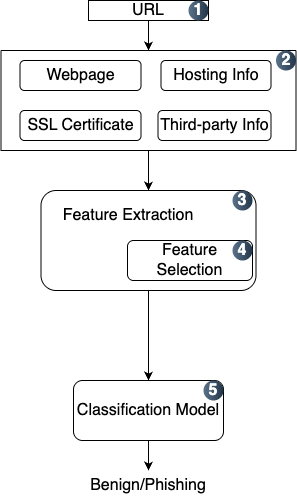 URL 1
2
Webpage
Hosting Info
SSL Certificate
Third-party Info
3
Feature Extraction
4
Feature
Selection
5
Classification Model
Benign/Phishing